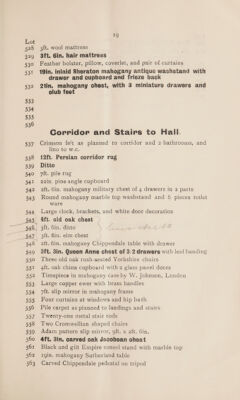 19
Lot
528 3ft. wool mattress
529 3ft. 6in. hair mattress
530 Feather bolster, pillow, coverlet, and pair of curtains
531 19in. inlaid Sheraton mahogany antique washstand with
drawer and cupboard and frieze back
532 21in. mahogany chest, with 3 miniature drawers and
club feet
533
534
535
536
Corridor and Stairs to Hall
537 Crimson felt as planned to corridor and 2 bathrooms, and
lino to w.c.
538 12ft. Persian corridor rug
539 Ditto
540 7ft. pile rug
541 22in. pine angle cupboard
542 2ft. 6in. mahogany military chest of 4 drawers in 2 parts
543 Round mahogany marble top washstand and 5 pieces toilet
ware
544 Large clock, brackets, and white door decoration
545 4ft. old oak chest
546 3ft. 6in. ditto
547 3ft. 6in. elm chest
548 2ft. 6in. mahogany Chippendale table with drawer
549 3ft. 3in. Queen Anne chest of 3·2 drawers with leaf banding
550 Three old oak rush-seated Yorkshire chairs
551 4ft. oak china cupboard with 2 glass panel doors
552 Timepiece in mahogany case by W. Johnson, London
553 Large copper ewer with brass handles
554 7ft. slip mirror in mahogany frame
555 Four curtains at windows and hip bath
556 Pile carpet as planned to landings and stairs
557 Twenty-one metal stair rods
558 Two Cromwellian shaped chairs
559 Adam pattern slip mirror, 5ft. × 2ft. 6in.
560 4ft. 3in. carved oak Jacobean chest
561 Black and gilt Empire consol stand with marble top
562 19in. mahogany Sutherland table
563 Carved Chippendale pedestal on tripod